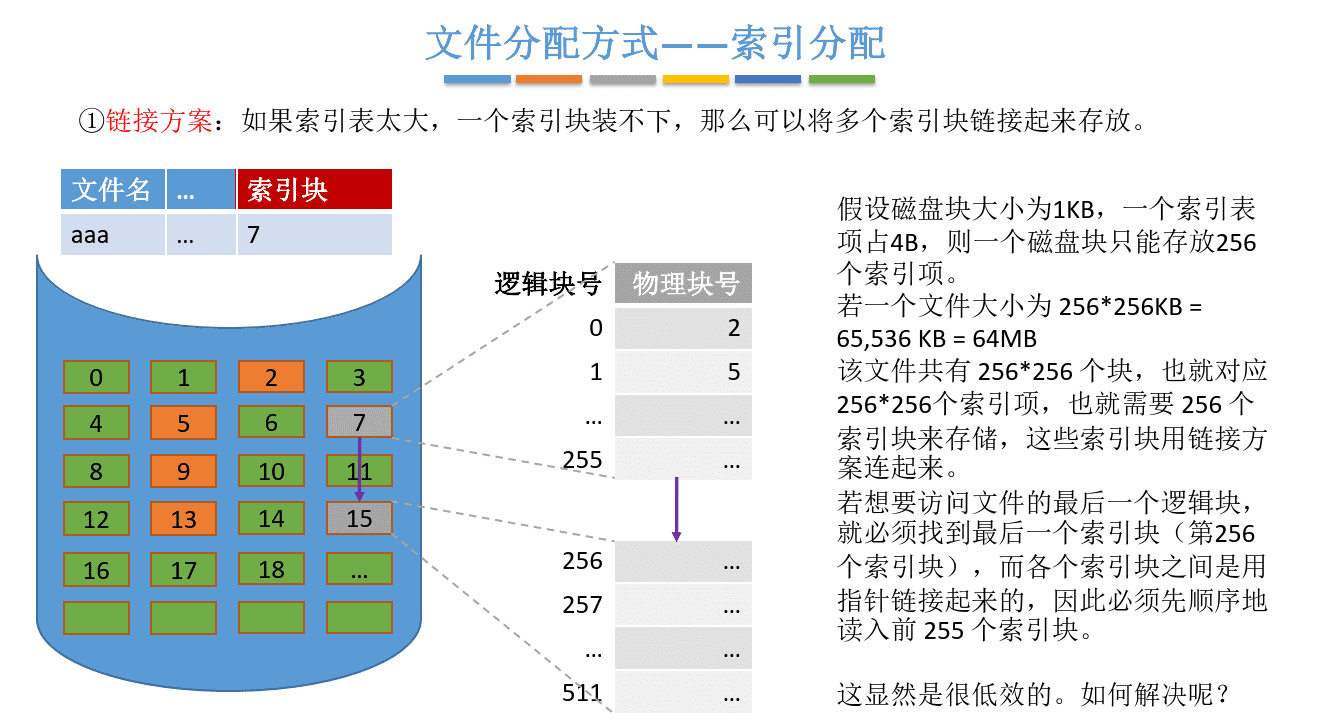 文件分配方式——索引分配
①链接方案：如果索引表太大，一个索引块装不下，那么可以将多个索引块链接起来存放。
文件名 … 索引块
aaa … 7
0 1 2 3
4 5 6 7
8 9 10 11
12 13 14 15
16 17 18 …
逻辑块号 物理块号
0 2
1 5
… …
255 …
256 …
257 …
… …
511 …
假设磁盘块大小为1KB，一个索引表
项占4B，则一个磁盘块只能存放256
个索引项。
若一个文件大小为 256*256KB =
65,536 KB = 64MB
该文件共有 256*256 个块，也就对应
256*256个索引项，也就需要 256 个
索引块来存储，这些索引块用链接方
案连起来。
若想要访问文件的最后一个逻辑块，
就必须找到最后一个索引块（第256
个索引块），而各个索引块之间是用
指针链接起来的，因此必须先顺序地
读入前 255 个索引块。
这显然是很低效的。如何解决呢？